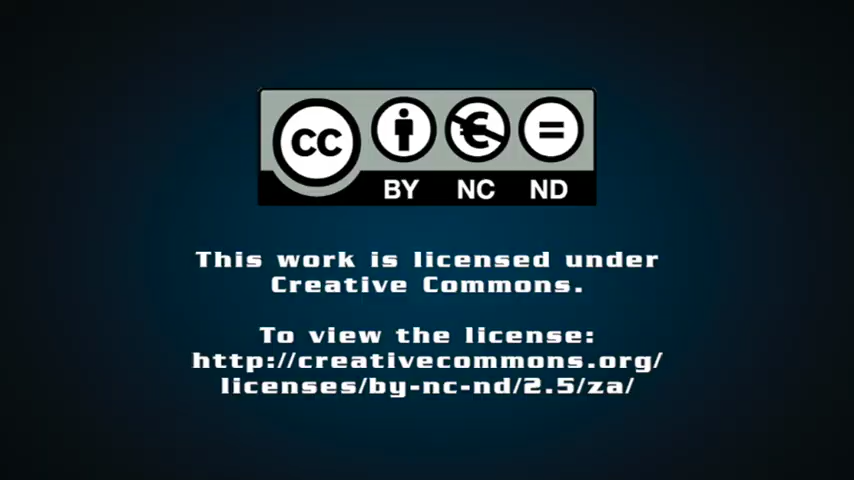 CC
BY NC ND
This work is licensed under
Creative Commons.
To view the license:
http://creativecommons.org/
licenses/by-nc-nd/2.5/za/